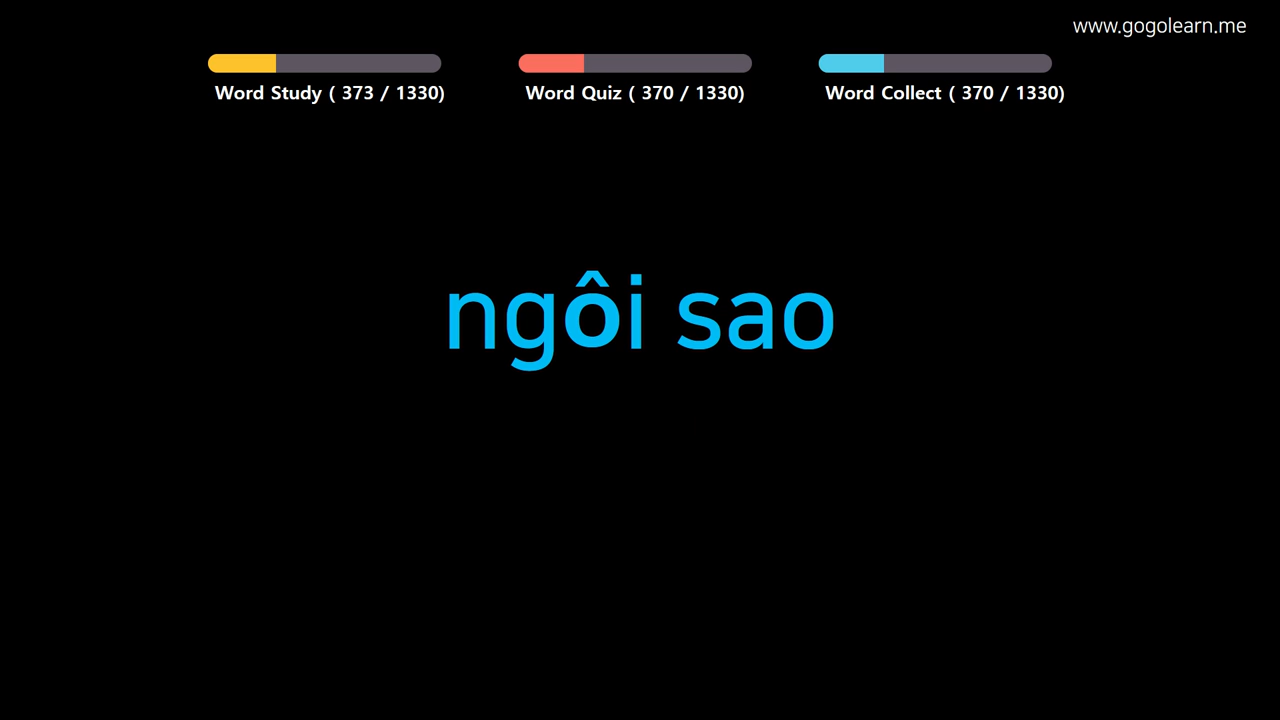 www.gogolearn.me
Word Study ( 373 / 1330)
Word Quiz ( 370 / 1330)
Word Collect ( 370 / 1330)
ngôi sao